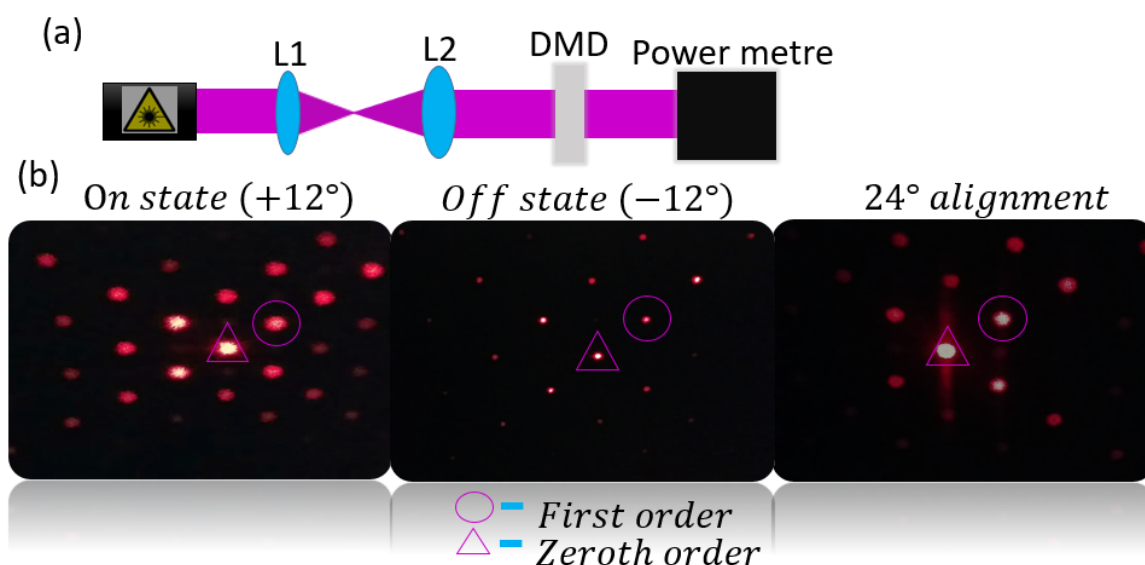 (a)
L1
L2
DMD
Power metre
(b)
On state (+12°)
Off state (−12°)
24° alignment
First order
Zeroth order